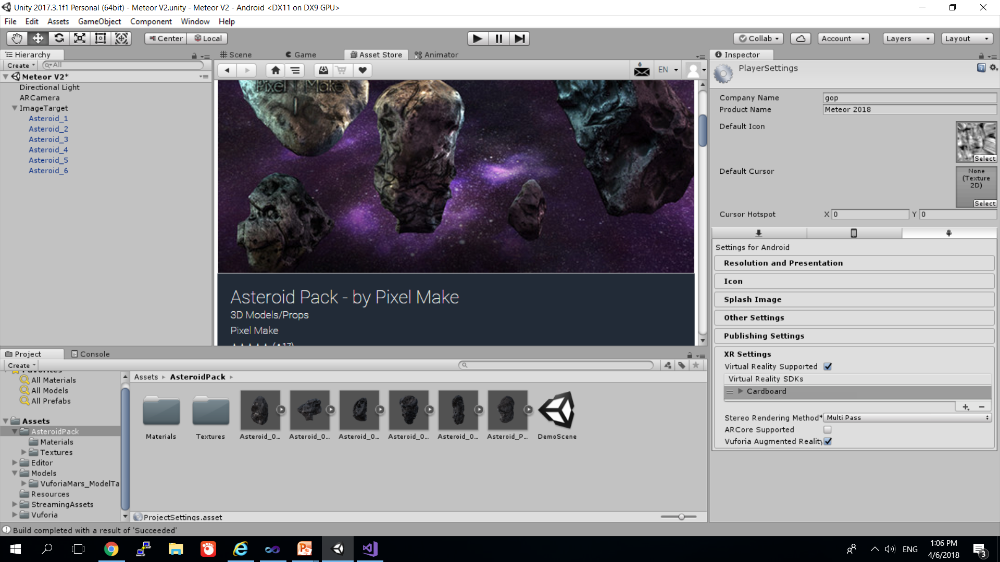 Unity 2017.3.1f1 Personal (64bit) - Meteor V2.unity - Meteor V2 - Android <DX11 on DX9 GPU>
File Edit Assets GameObject Component Window Help
Center Local Collab Account Layers Layout
Hierarchy
Create All
Meteor V2*
Directional Light
ARCamera
ImageTarget
Asteroid_1
Asteroid_2
Asteroid_3
Asteroid_4
Asteroid_5
Asteroid_6
Scene Game Asset Store Animator
6 EN
Pixel Make
Asteroid Pack - by Pixel Make
3D Models/Props
Pixel Make
Inspector
PlayerSettings
Company Name gop
Product Name Meteor 2018
Default Icon
Select
Default Cursor
None
(Texture
2D)
Select
Cursor Hotspot X 0 Y 0
Settings for Android
Resolution and Presentation
Icon
Splash Image
Other Settings
Publishing Settings
XR Settings
Virtual Reality Supported
Virtual Reality SDKs
Cardboard
Stereo Rendering Method* Multi Pass
ARCore Supported
Vuforia Augmented Reality
Project Console
Create
Favorites
All Materials
All Models
All Prefabs
Assets
AsteroidPack
Materials
Textures
Editor
Models
VuforiaMars_ModelTa
Resources
StreamingAssets
Vuforia
Assets AsteroidPack
Materials Textures Asteroid_0... Asteroid_0... Asteroid_0... Asteroid_0... Asteroid_0... Asteroid_P... DemoScene
ProjectSettings.asset
Build completed with a result of 'Succeeded'
ENG
1:06 PM
4/6/2018
3